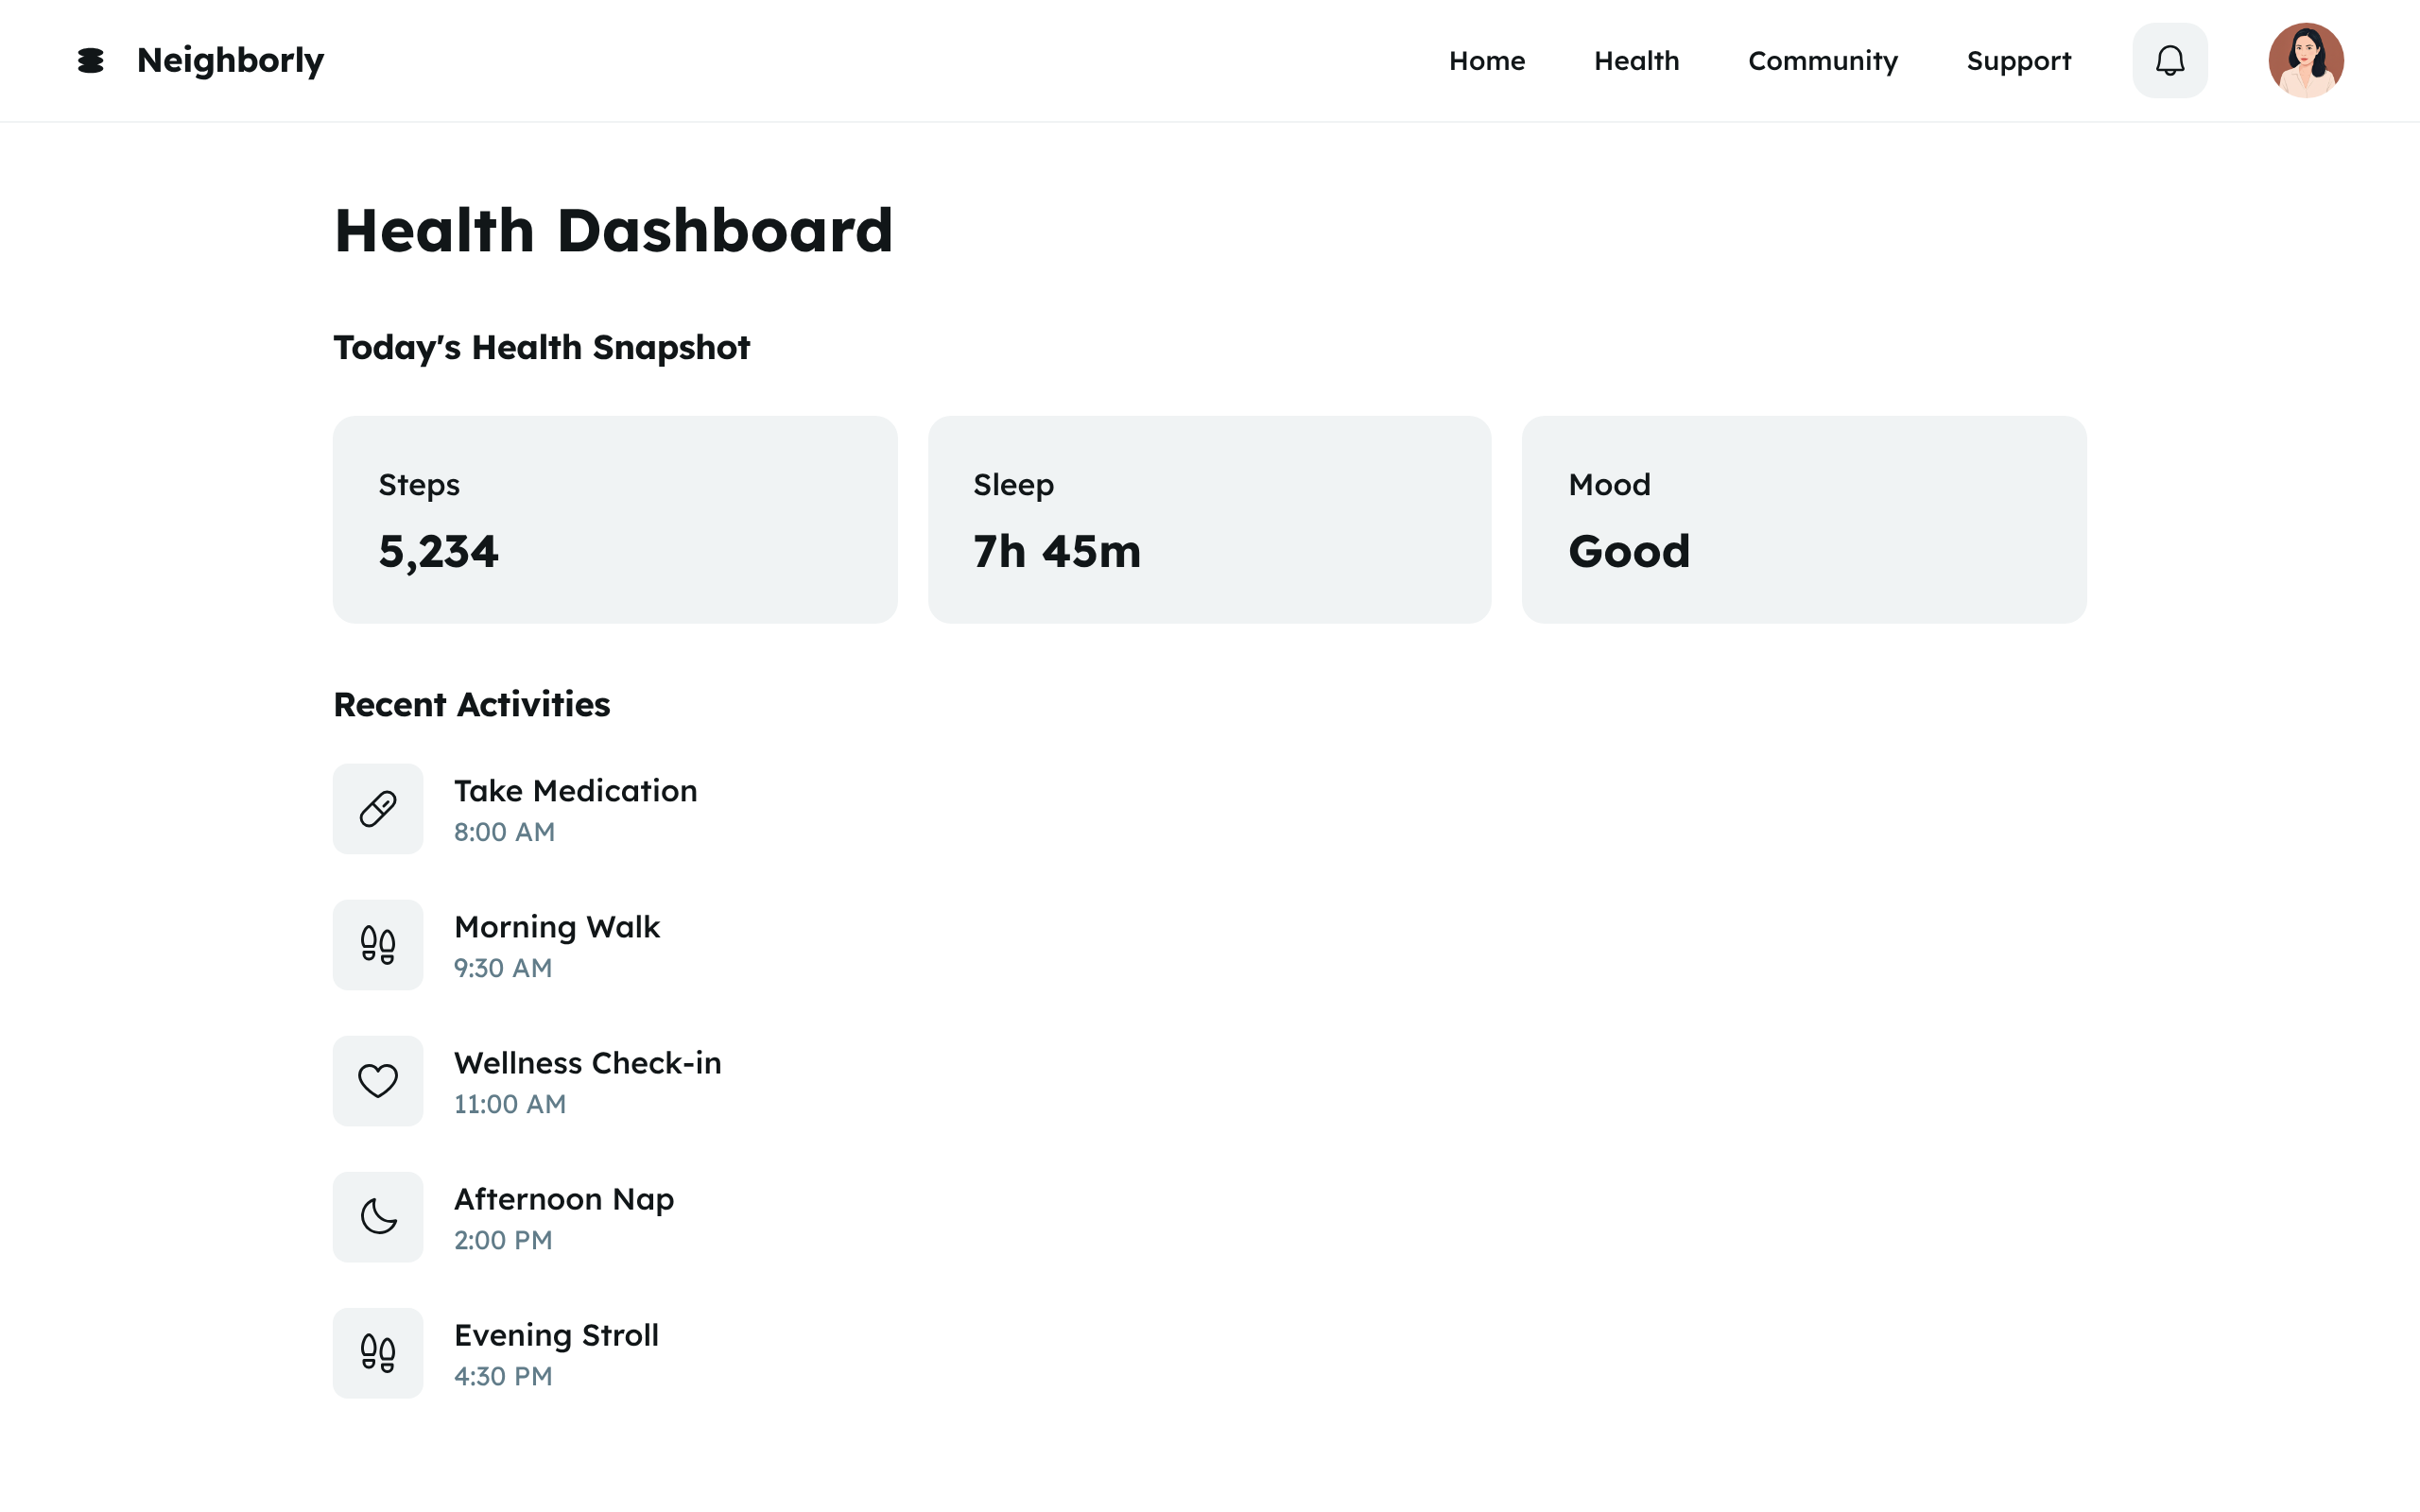 Neighborly
Home
Health
Community
Support
Health Dashboard
Today's Health Snapshot
Steps
5,234
Sleep
7h 45m
Mood
Good
Recent Activities
Take Medication
8:00 AM
Morning Walk
9:30 AM
Wellness Check-in
11:00 AM
Afternoon Nap
2:00 PM
Evening Stroll
4:30 PM